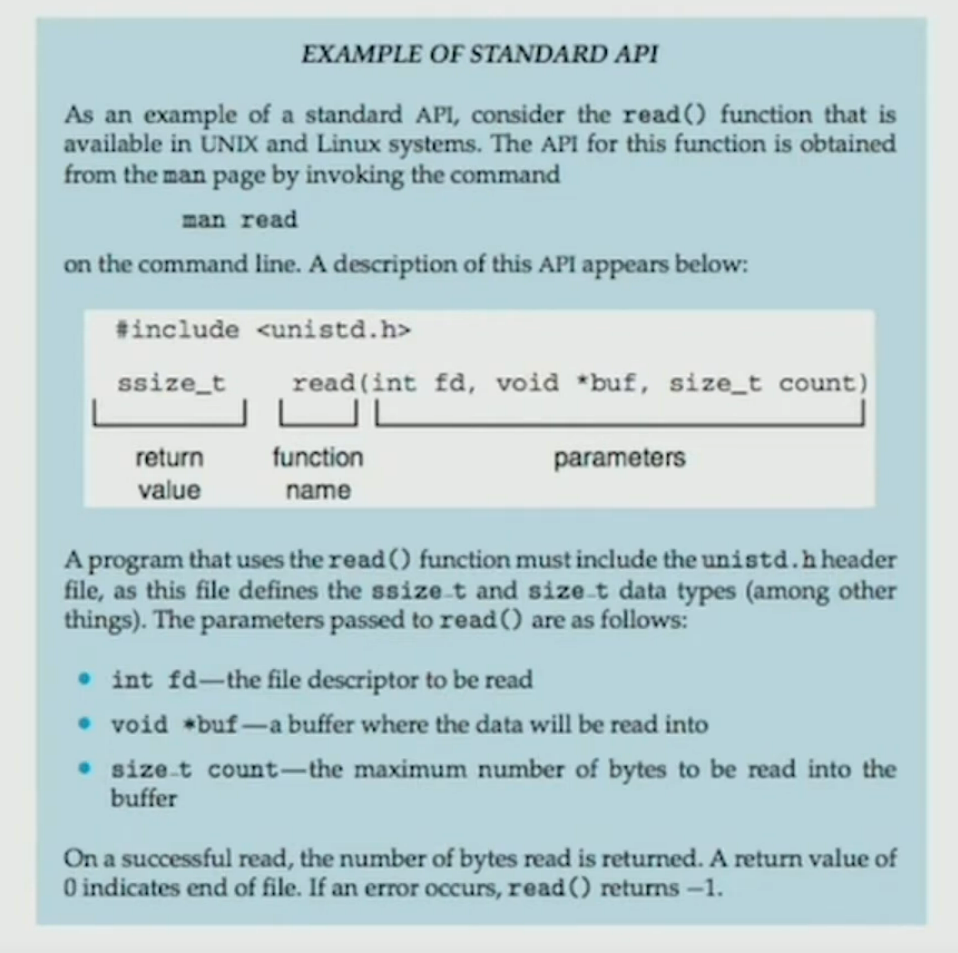 EXAMPLE OF STANDARD API
As an example of a standard API, consider the read() function that is
available in UNIX and Linux systems. The API for this function is obtained
from the man page by invoking the command
man read
on the command line. A description of this API appears below:
#include <unistd.h>
ssize_t read(int fd, void *buf, size_t count)
return function parameters
value name
A program that uses the read() function must include the unistd.h header
file, as this file defines the ssize_t and size_t data types (among other
things). The parameters passed to read() are as follows:
• int fd—the file descriptor to be read
• void *buf—a buffer where the data will be read into
• size_t count—the maximum number of bytes to be read into the
buffer
On a successful read, the number of bytes read is returned. A return value of
0 indicates end of file. If an error occurs, read() returns −1.